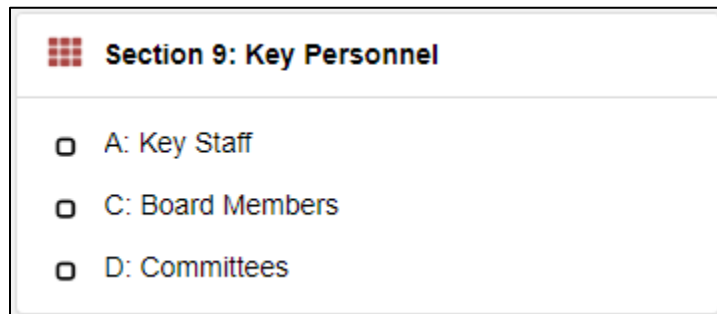 Section 9: Key Personnel
A: Key Staff
C: Board Members
D: Committees